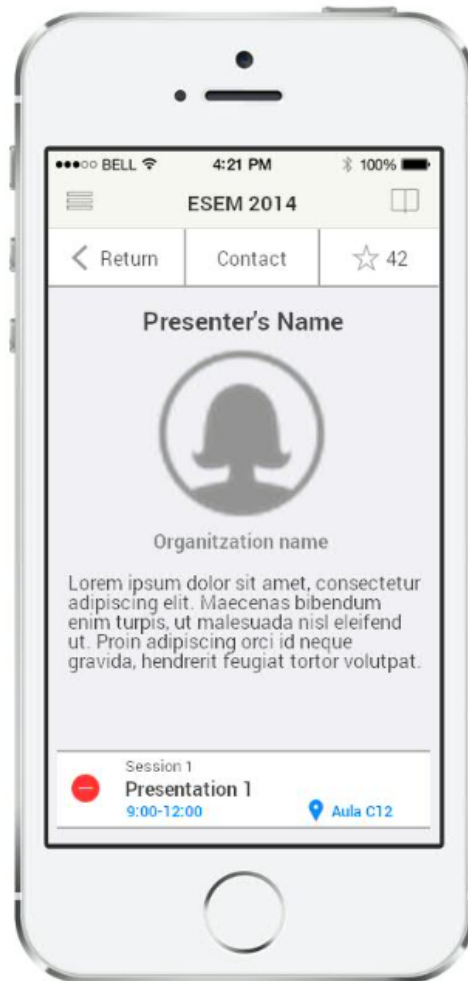 BELL 4:21 PM 100%
ESEM 2014
Return Contact 42
Presenter's Name
Organitzation name
Lorem ipsum dolor sit amet, consectetur
adipiscing elit. Maecenas bibendum
enim turpis, ut malesuada nisl eleifend
ut. Proin adipiscing orci id neque
gravida, hendrerit feugiat tortor volutpat.
Session 1
Presentation 1
9:00-12:00 Aula C12